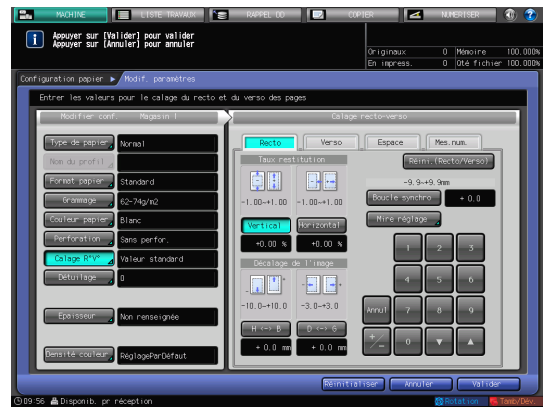 MACHINE LISTE TRAVAUX RAPPEL DD COPIER NUMERISER
Appuyer sur [Valider] pour valider
Appuyer sur [Annuler] pour annuler
Originaux 0 Mémoire 100.000%
En impress. 0 Qté fichier 100.000%
Configuration papier Modif. paramètres
Entrer les valeurs pour le calage du recto et du verso des pages
Modifier conf. Magasin 1
Calage recto-verso
Type de papier Normal
Nom du profil
Format papier Standard
Grammage 62-74g/m2
Couleur papier Blanc
Perforation Sans perfor.
Calage R°V° Valeur standard
Détuilage 0
Epaisseur Non renseignée
Densité couleur RéglageParDéfaut
Recto Verso Espace Mes.num.
Taux restitution
-1.00~+1.00 -1.00~+1.00
Vertical Horizontal
+0.00 % +0.00 %
Décalage de l'image
-10.0~+10.0 -3.0~+3.0
H <-> B D <-> G
+ 0.0 mm + 0.0 mm
Réini.(Recto/Verso)
-9.9~+9.9mm
Boucle synchro + 0.0
Mire réglage
1 2 3
4 5 6
Annul 7 8 9
+/- 0 ▼ ▲
Réinitialiser Annuler Valider
09:56 Disponib. pr réception Rotation Tamb/Dév.